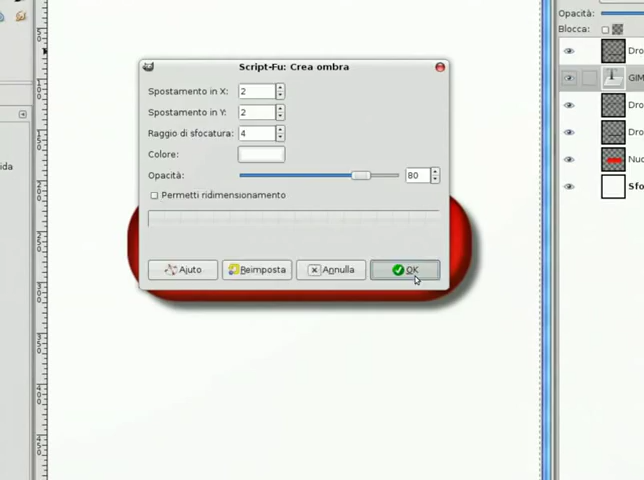 Opacità:
Blocca:
Script-Fu: Crea ombra
Dro
Spostamento in X: 2
GIM
Spostamento in Y: 2
Dro
Raggio di sfocatura: 4
Dro
Colore:
Nuo
ida
Opacità: 80
Sfo
Permetti ridimensionamento
Aiuto
Reimposta
Annulla
OK